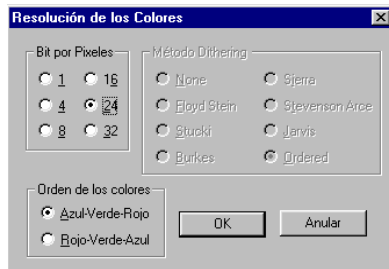 Resolución de los Colores
Bit por Pixeles
1 16
4 24
8 32
Método Dithering
None Sierra
Floyd Stein Stevenson Arce
Stucki Jarvis
Burkes Ordered
Orden de los colores
Azul-Verde-Rojo
Rojo-Verde-Azul
OK Anular